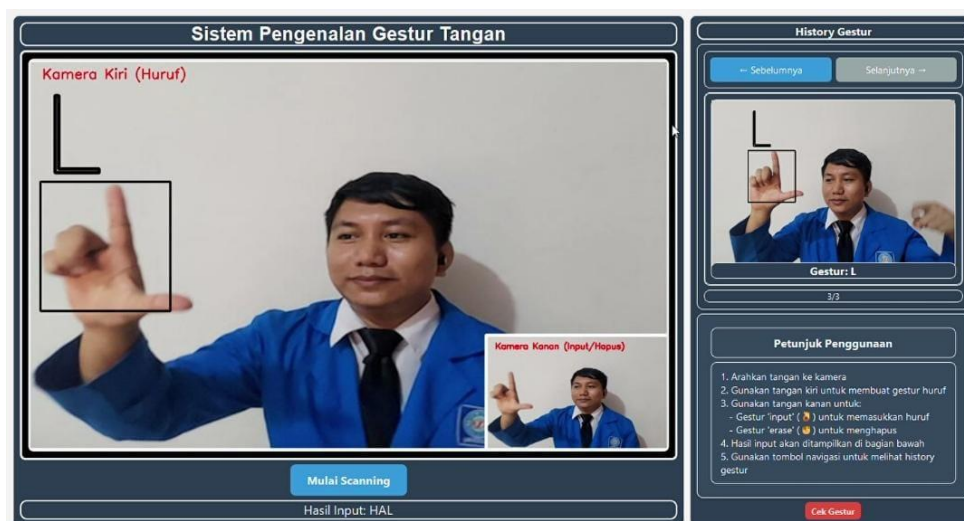 Sistem Pengenalan Gestur Tangan
Kamera Kiri (Huruf)
L
Kamera Kanan (Input/Hapus)
Mulai Scanning
Hasil Input: HAL
History Gestur
← Sebelumnya
Selanjutnya →
L
Gestur: L
3/3
Petunjuk Penggunaan
1. Arahkan tangan ke kamera
2. Gunakan tangan kiri untuk membuat gestur huruf
3. Gunakan tangan kanan untuk:
- Gestur 'input' (👌) untuk memasukkan huruf
- Gestur 'erase' (✊) untuk menghapus
4. Hasil input akan ditampilkan di bagian bawah
5. Gunakan tombol navigasi untuk melihat history
gestur
Cek Gestur